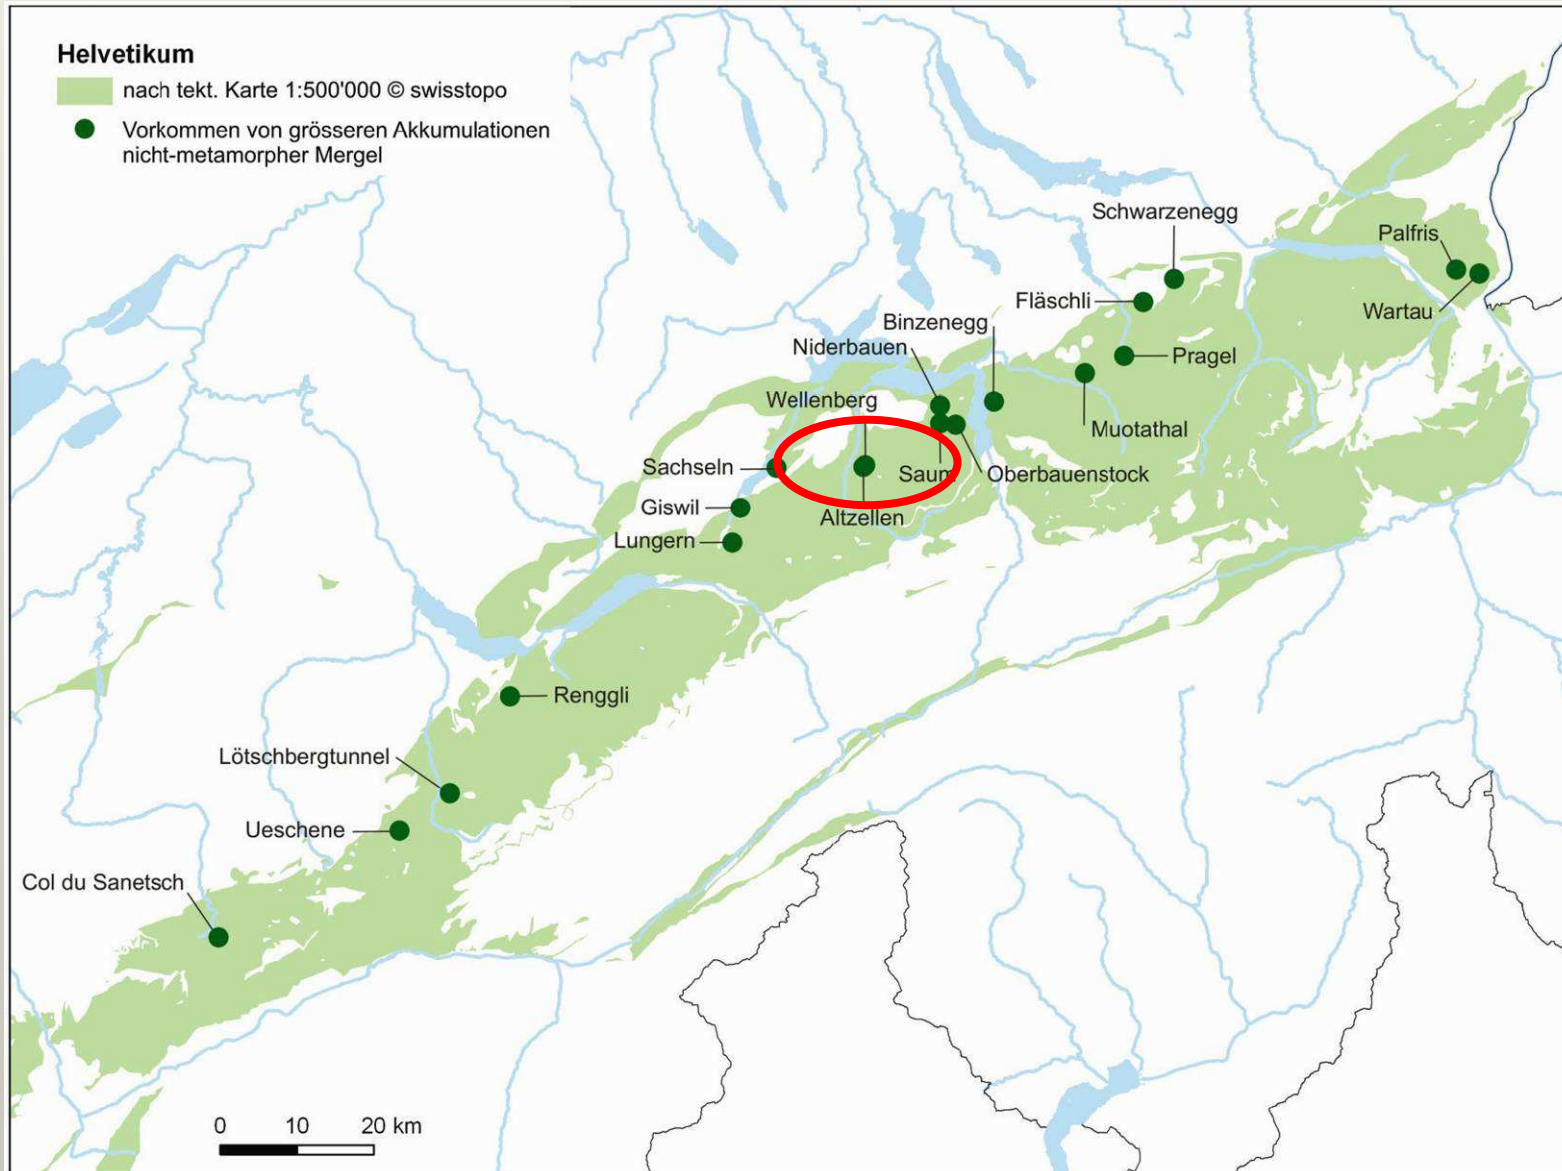 Helvetikum
nach tekt. Karte 1:500'000 © swisstopo
Vorkommen von grösseren Akkumulationen
nicht-metamorpher Mergel
Schwarzenegg
Palfris
Fläschli
Wartau
Binzenegg
Niderbauen
Pragel
Wellenberg
Muotathal
Sachseln
Saum
Oberbauenstock
Giswil
Altzellen
Lungern
Renggli
Lötschbergtunnel
Ueschene
Col du Sanetsch
0 10 20 km